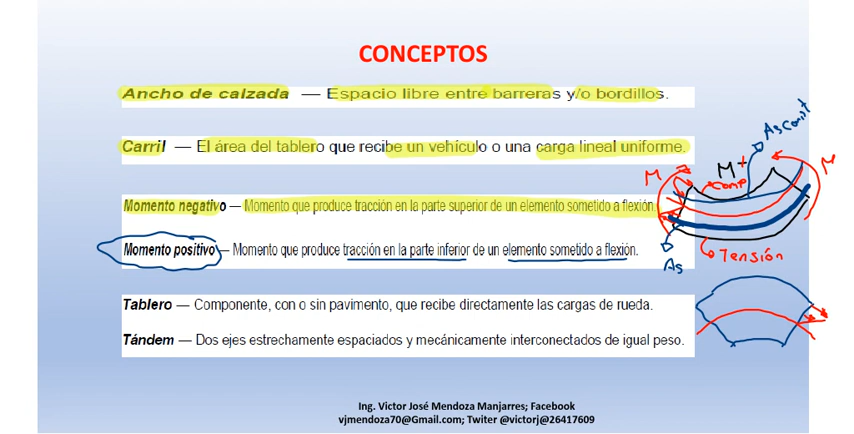 CONCEPTOS
Ancho de calzada — Espacio libre entre barreras y/o bordillos.
Carril — El área del tablero que recibe un vehículo o una carga lineal uniforme.
Momento negativo — Momento que produce tracción en la parte superior de un elemento sometido a flexión.
Momento positivo – Momento que produce tracción en la parte inferior de un elemento sometido a flexión.
Tablero — Componente, con o sin pavimento, que recibe directamente las cargas de rueda.
Tándem — Dos ejes estrechamente espaciados y mecánicamente interconectados de igual peso.
As const
M+
M
M
comp
Tensión
As
Ing. Victor José Mendoza Manjarres; Facebook
vjmendoza70@Gmail.com; Twiter @victorj@26417609